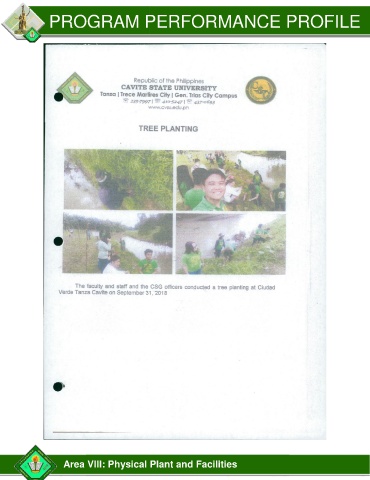 PROGRAM PERFORMANCE PROFILE
Republic of the Philippines
CAVITE STATE UNIVERSITY
Tanza | Trece Martires City | Gen. Trias City Campus
www.cvsu.edu.ph
TREE PLANTING
The faculty and staff and the CSG officers conducted a tree planting at Ciudad
Verde Tanza Cavite on September 31, 2018
Area VIII: Physical Plant and Facilities